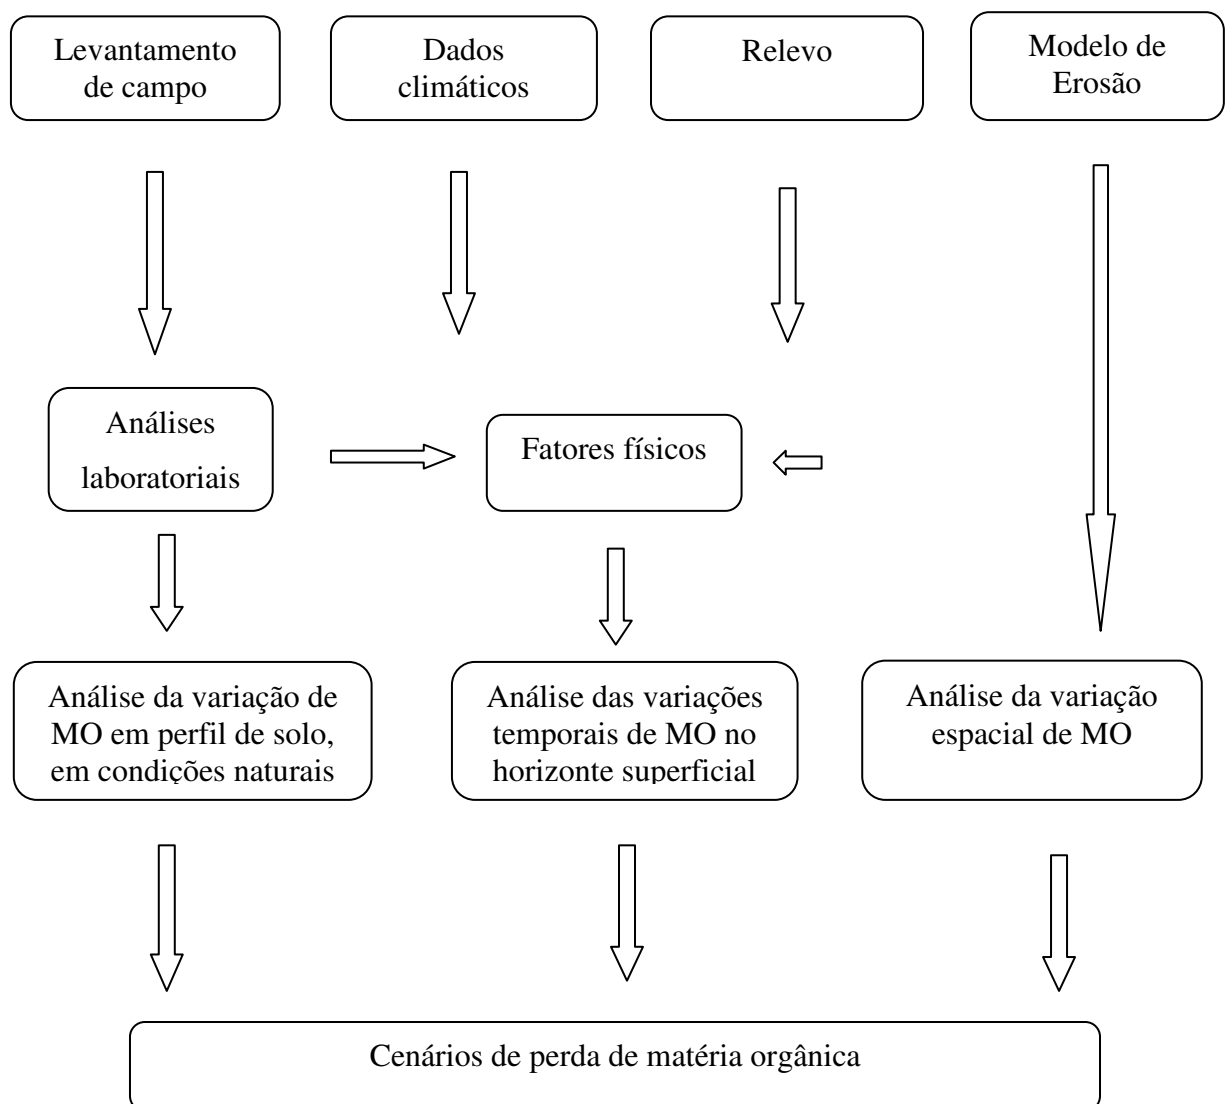 Levantamento
de campo
Dados
climáticos
Relevo
Modelo de
Erosão
Análises
laboratoriais
Fatores físicos
Análise da variação de
MO em perfil de solo,
em condições naturais
Análise das variações
temporais de MO no
horizonte superficial
Análise da variação
espacial de MO
Cenários de perda de matéria orgânica